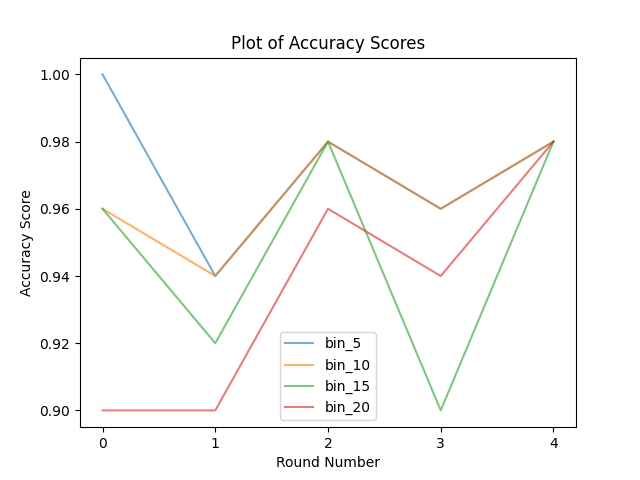 Plot of Accuracy Scores
Accuracy Score
1.00
0.98
0.96
0.94
0.92
0.90
bin_5
bin_10
bin_15
bin_20
0 1 2 3 4
Round Number